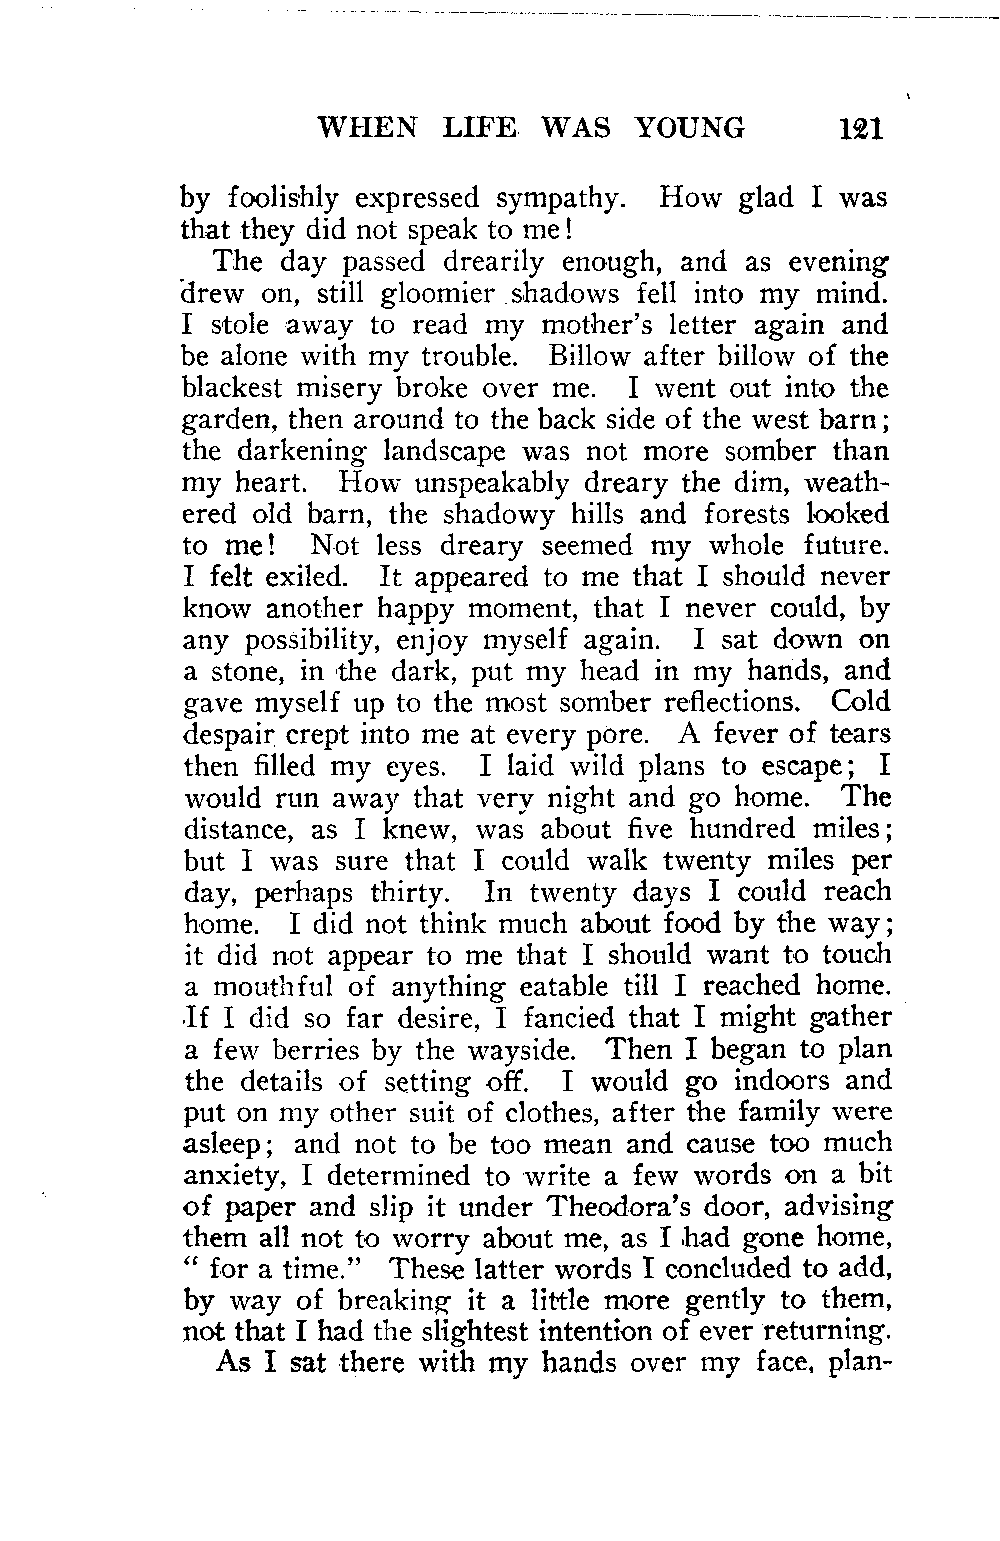 WHEN LIFE WAS YOUNG 121
by foolishly expressed sympathy. How glad I was
that they did not speak to me!
The day passed drearily enough, and as evening
drew on, still gloomier shadows fell into my mind.
I stole away to read my mother's letter again and
be alone with my trouble. Billow after billow of the
blackest misery broke over me. I went out into the
garden, then around to the back side of the west barn;
the darkening landscape was not more somber than
my heart. How unspeakably dreary the dim, weath-
ered old barn, the shadowy hills and forests looked
to me! Not less dreary seemed my whole future.
I felt exiled. It appeared to me that I should never
know another happy moment, that I never could, by
any possibility, enjoy myself again. I sat down on
a stone, in the dark, put my head in my hands, and
gave myself up to the most somber reflections. Cold
despair crept into me at every pore. A fever of tears
then filled my eyes. I laid wild plans to escape; I
would run away that very night and go home. The
distance, as I knew, was about five hundred miles;
but I was sure that I could walk twenty miles per
day, perhaps thirty. In twenty days I could reach
home. I did not think much about food by the way;
it did not appear to me that I should want to touch
a mouthful of anything eatable till I reached home.
If I did so far desire, I fancied that I might gather
a few berries by the wayside. Then I began to plan
the details of setting off. I would go indoors and
put on my other suit of clothes, after the family were
asleep; and not to be too mean and cause too much
anxiety, I determined to write a few words on a bit
of paper and slip it under Theodora's door, advising
them all not to worry about me, as I had gone home,
" for a time." These latter words I concluded to add,
by way of breaking it a little more gently to them,
not that I had the slightest intention of ever returning.
As I sat there with my hands over my face, plan-